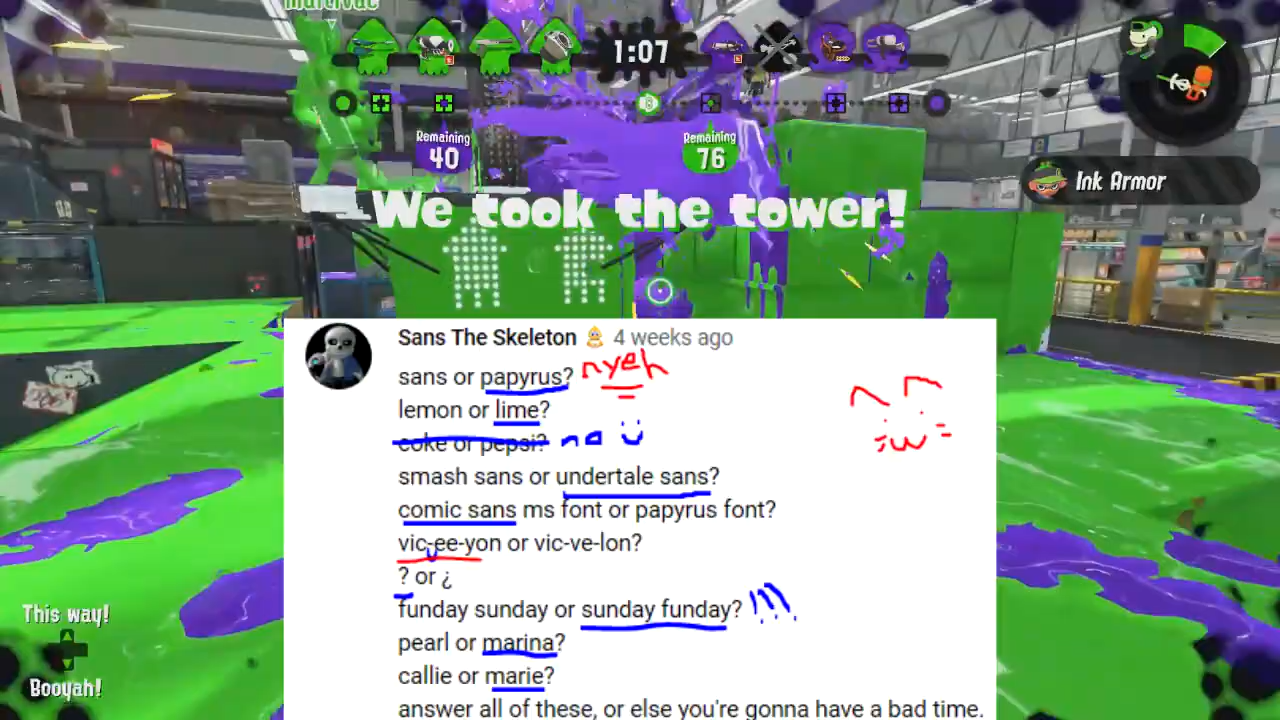 1:07
Remaining
40
Remaining
76
Ink Armor
We took the tower!
Sans The Skeleton 4 weeks ago
sans or papyrus? nyeh
lemon or lime?
coke or pepsi? na
smash sans or undertale sans?
comic sans ms font or papyrus font?
vic-ee-yon or vic-ve-lon?
? or ¿
funday sunday or sunday funday? !!!
pearl or marina?
callie or marie?
answer all of these, or else you're gonna have a bad time.
This way!
Booyah!